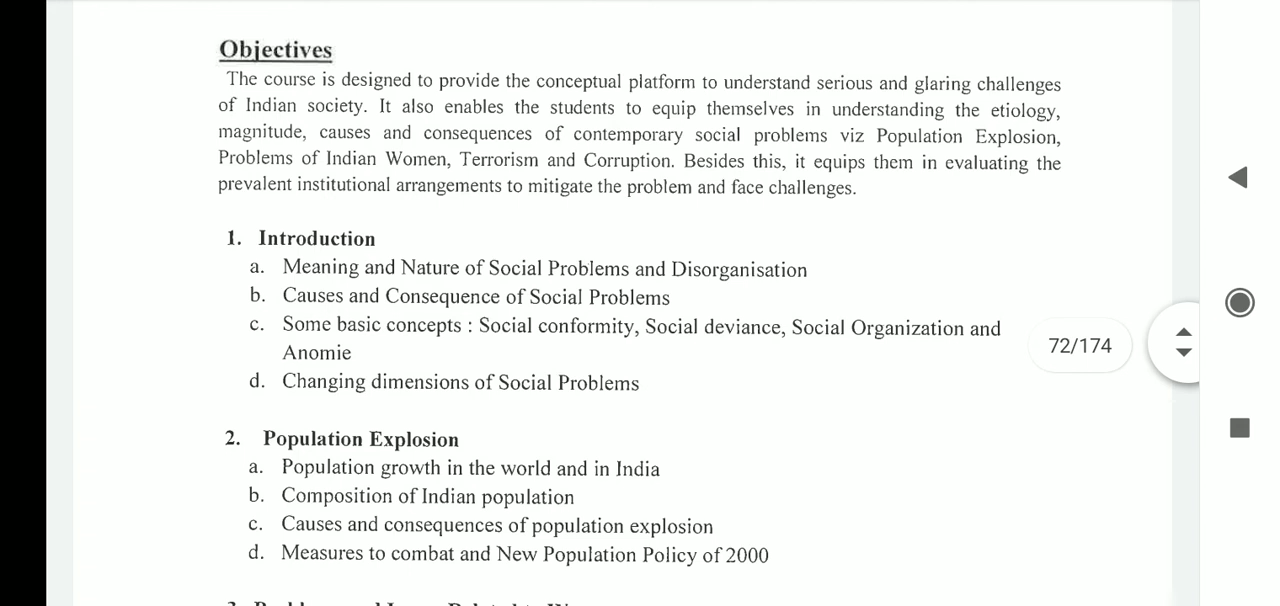 Objectives
The course is designed to provide the conceptual platform to understand serious and glaring challenges
of Indian society. It also enables the students to equip themselves in understanding the etiology,
magnitude, causes and consequences of contemporary social problems viz Population Explosion,
Problems of Indian Women, Terrorism and Corruption. Besides this, it equips them in evaluating the
prevalent institutional arrangements to mitigate the problem and face challenges.
1. Introduction
a. Meaning and Nature of Social Problems and Disorganisation
b. Causes and Consequence of Social Problems
c. Some basic concepts : Social conformity, Social deviance, Social Organization and
Anomie
72/174
d. Changing dimensions of Social Problems
2. Population Explosion
a. Population growth in the world and in India
b. Composition of Indian population
c. Causes and consequences of population explosion
d. Measures to combat and New Population Policy of 2000